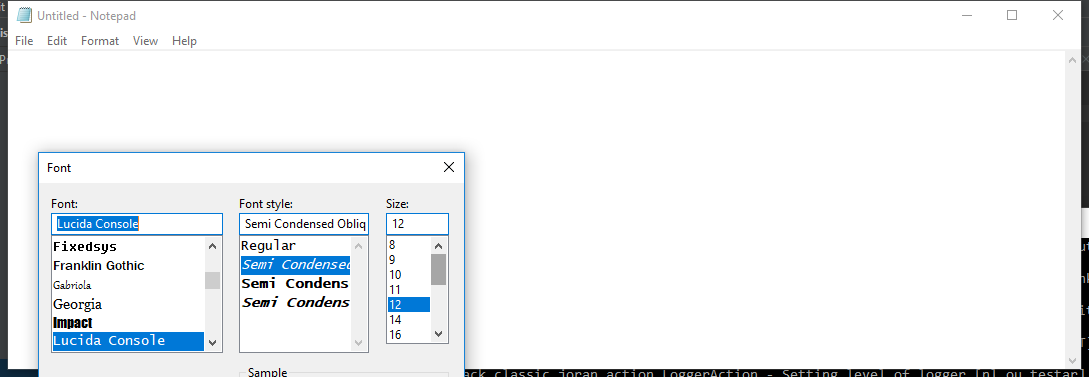 Untitled - Notepad
File Edit Format View Help
Font
Font: Font style: Size:
Lucida Console Semi Condensed Obliq 12
Fixedsys Regular 8
Franklin Gothic Semi Condensed 9
Gabriola Semi Condens 10
Georgia Semi Condens 11
Impact 12
Lucida Console 14
16
Sample
ack classic joran action LoggerAction - Setting level of logger [nl ou testar]